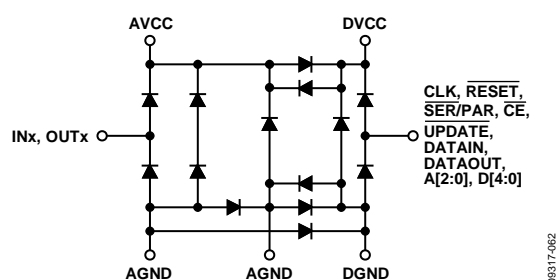 AVCC
DVCC
INx, OUTx
CLK, RESET,
SER/PAR, CE,
UPDATE,
DATAIN,
DATAOUT,
A[2:0], D[4:0]
AGND
AGND
DGND
09317-062